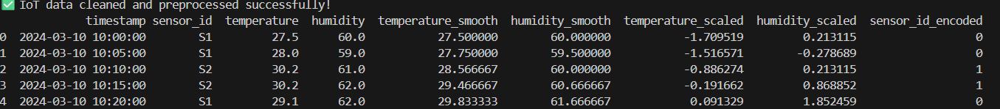 ✅ IoT data cleaned and preprocessed successfully!
timestamp sensor_id temperature humidity temperature_smooth humidity_smooth temperature_scaled humidity_scaled sensor_id_encoded
0 2024-03-10 10:00:00 S1 27.5 60.0 27.500000 60.000000 -1.709519 0.213115 0
1 2024-03-10 10:05:00 S1 28.0 59.0 27.750000 59.500000 -1.516571 -0.278689 0
2 2024-03-10 10:10:00 S2 30.2 61.0 28.566667 60.000000 -0.886274 0.213115 1
3 2024-03-10 10:15:00 S2 30.2 62.0 29.466667 60.666667 -0.191662 0.868852 1
4 2024-03-10 10:20:00 S1 29.1 62.0 29.833333 61.666667 0.091329 1.852459 0